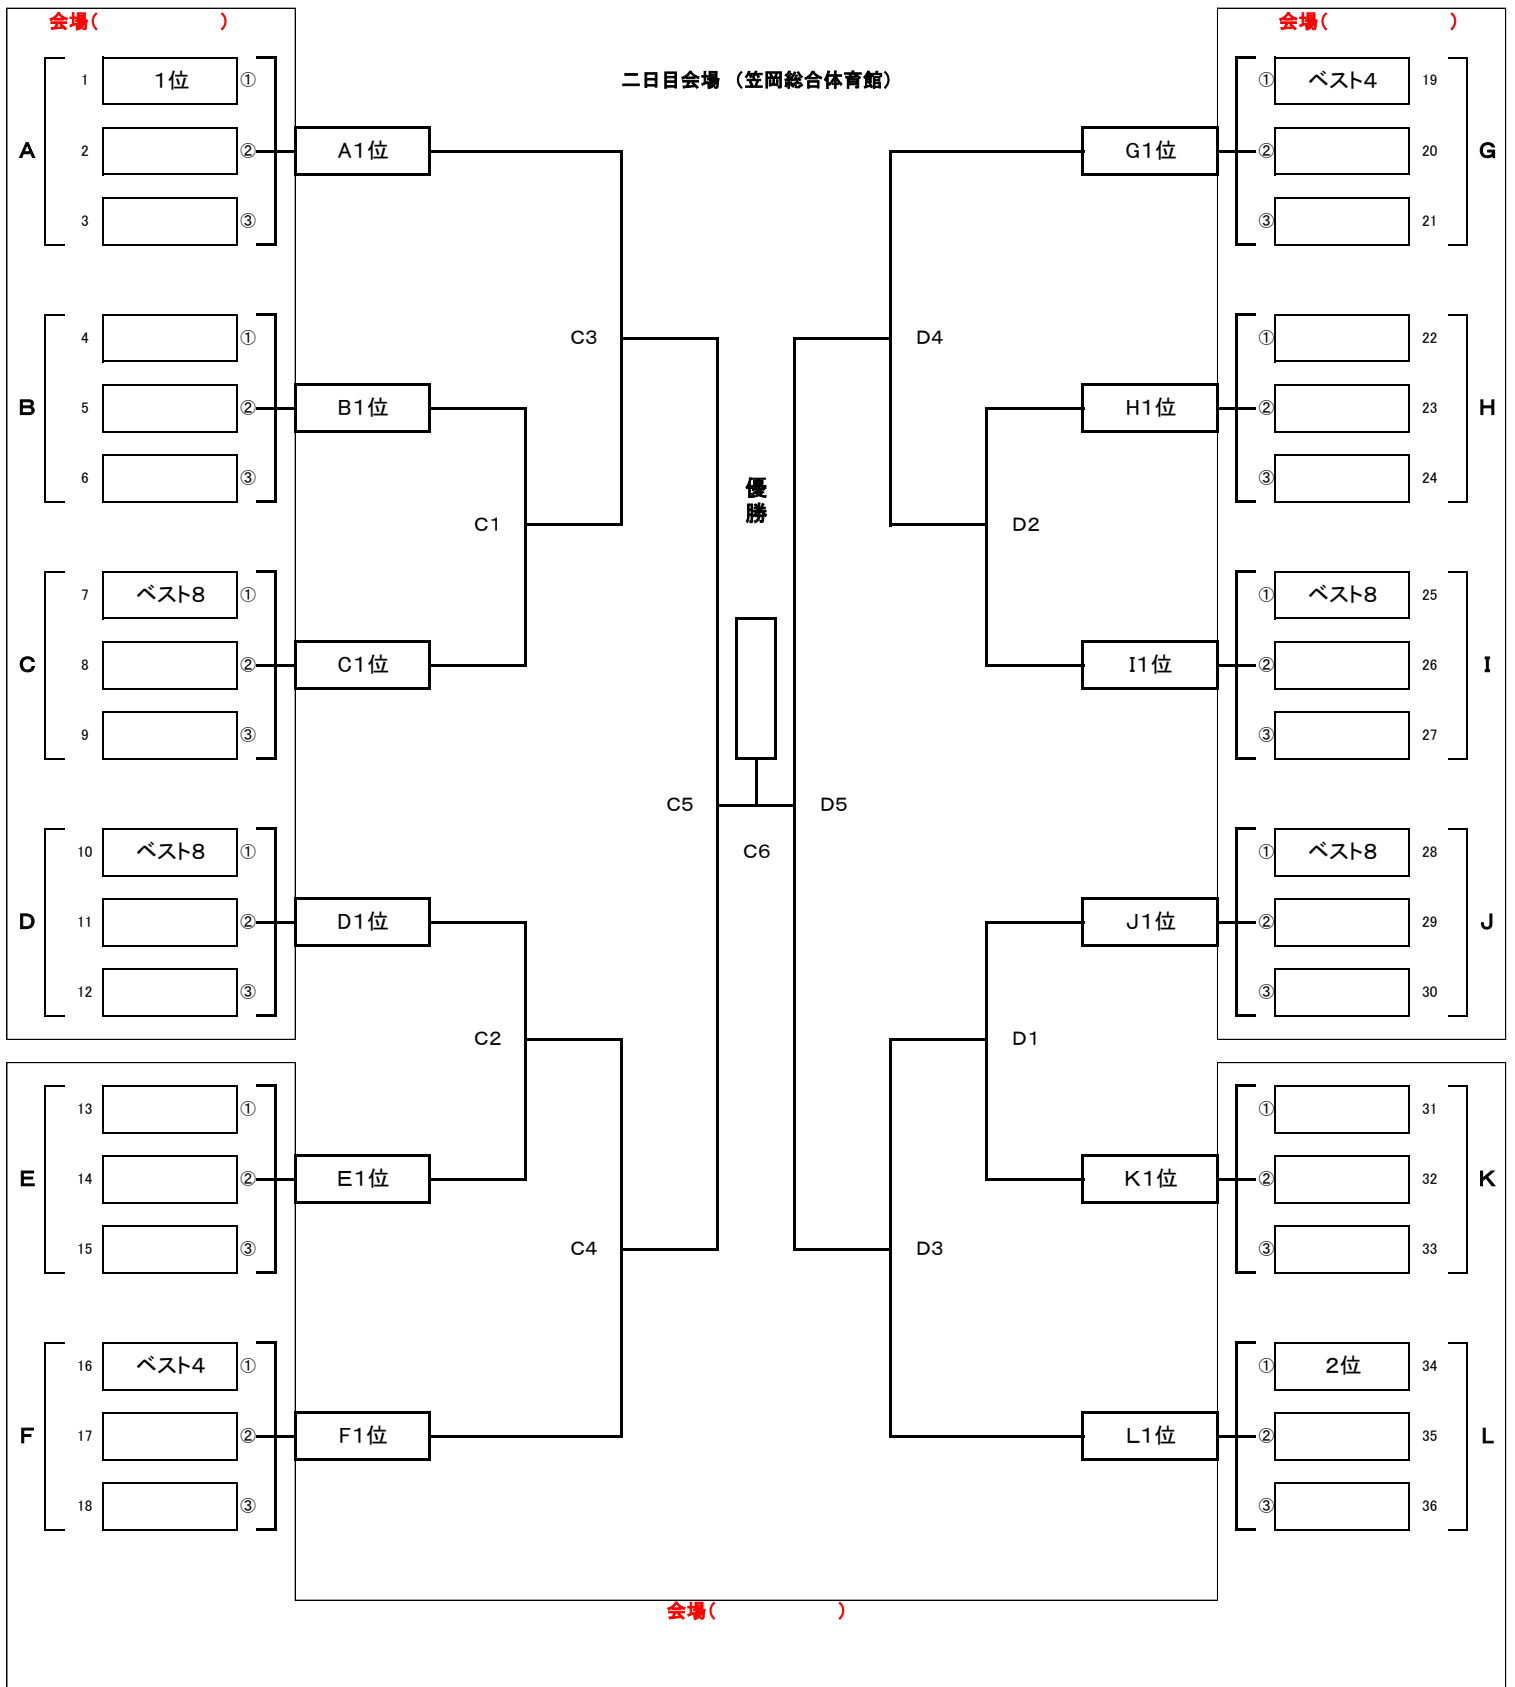 会場(　　　　　　)
会場(　　　　　　)
二日目会場 （笠岡総合体育館）
A
1 1位 ①
2 ②
3 ③
A1位
B
4 ①
5 ②
6 ③
B1位
C
7 ベスト8 ①
8 ②
9 ③
C1位
D
10 ベスト8 ①
11 ②
12 ③
D1位
E
13 ①
14 ②
15 ③
E1位
F
16 ベスト4 ①
17 ②
18 ③
F1位
C3
C1
C2
C4
C5
優勝
C6
D5
D4
D2
D1
D3
G1位
① ベスト4 19
② 20
③ 21
G
H1位
① 22
② 23
③ 24
H
I1位
① ベスト8 25
② 26
③ 27
I
J1位
① ベスト8 28
② 29
③ 30
J
K1位
① 31
② 32
③ 33
K
L1位
① 2位 34
② 35
③ 36
L
会場(　　　　　　)